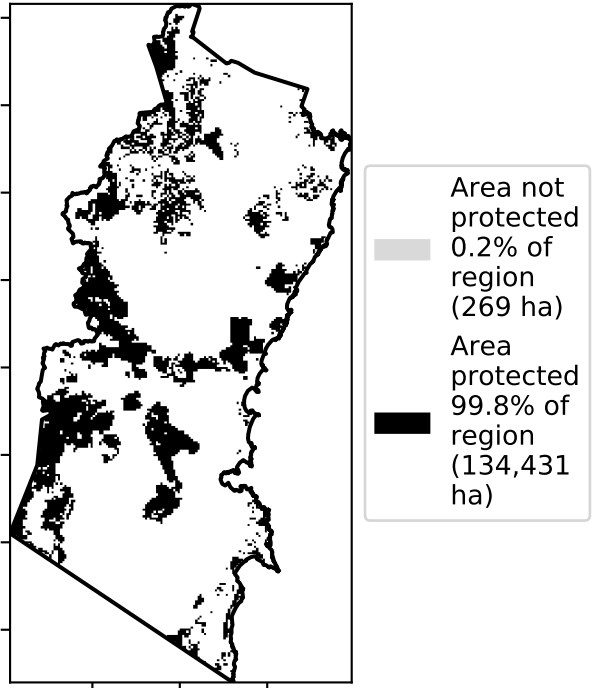 Area not
protected
0.2% of
region
(269 ha)
Area
protected
99.8% of
region
(134,431
ha)